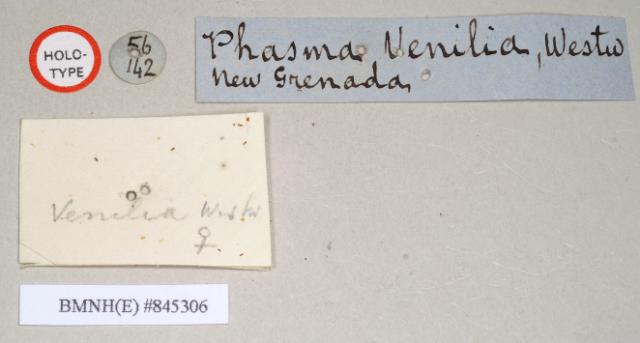 HOLO-
TYPE
56
142
Phasma Venilia, Westw
New Grenada,
Venilia Westw
♀
BMNH(E) #845306